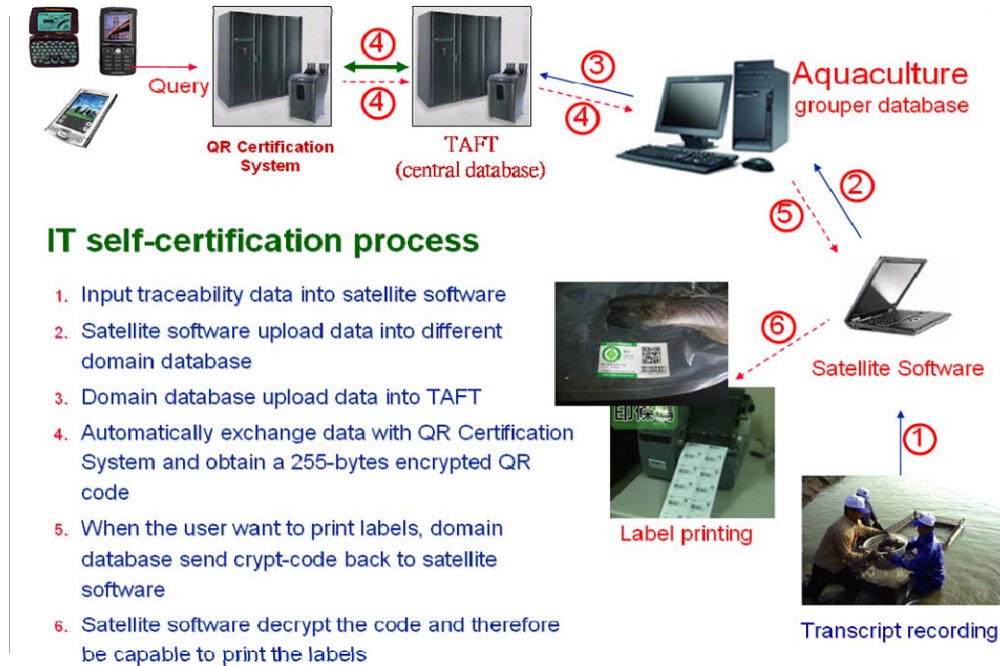 Query
④
④
QR Certification
System
TAFT
(central database)
③
④
Aquaculture
grouper database
⑤
②
IT self-certification process
1. Input traceability data into satellite software
2. Satellite software upload data into different
domain database
3. Domain database upload data into TAFT
4. Automatically exchange data with QR Certification
System and obtain a 255-bytes encrypted QR
code
5. When the user want to print labels, domain
database send crypt-code back to satellite
software
6. Satellite software decrypt the code and therefore
be capable to print the labels
⑥
Satellite Software
①
Label printing
Transcript recording